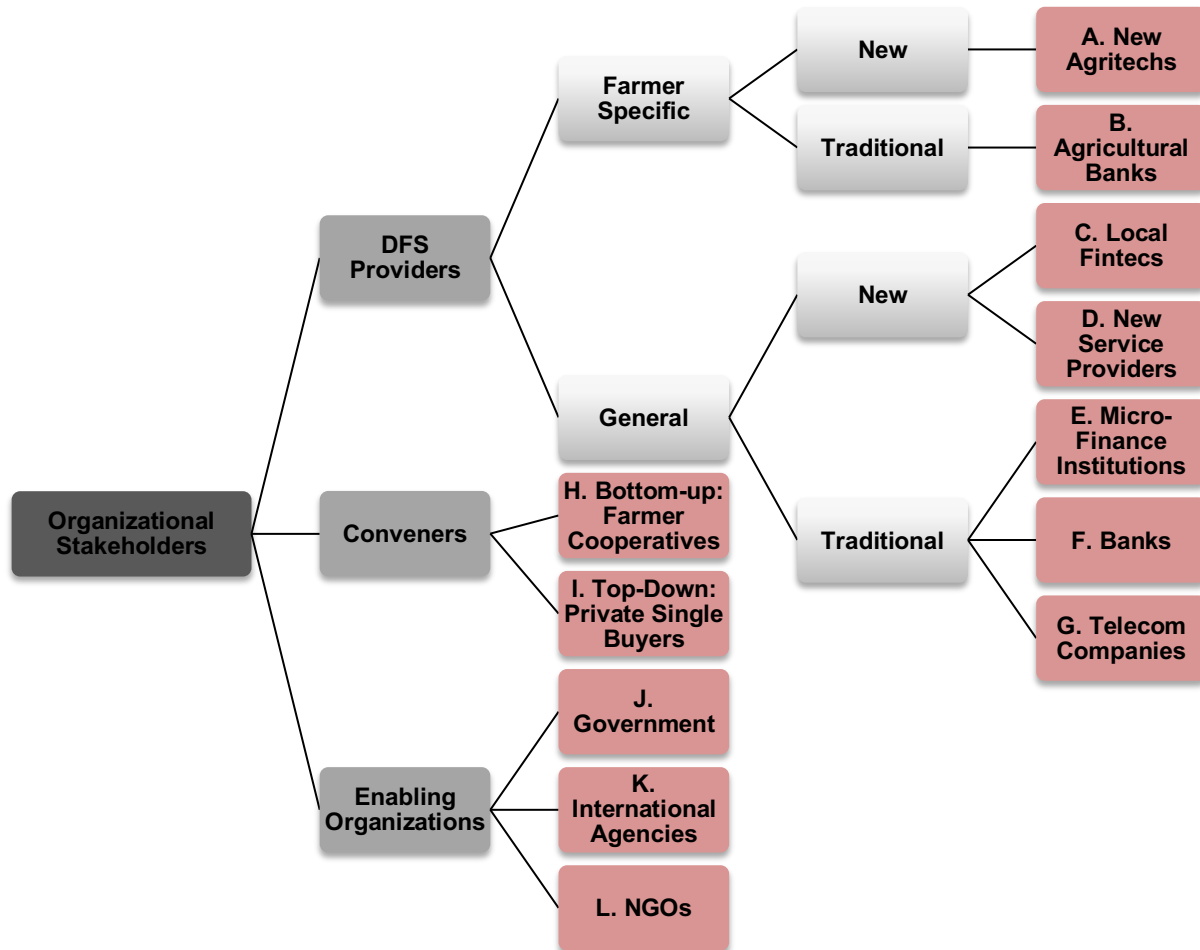 Organizational
Stakeholders
DFS
Providers
Farmer
Specific
New
A. New
Agritechs
Traditional
B.
Agricultural
Banks
General
New
C. Local
Fintecs
D. New
Service
Providers
Traditional
E. Micro-
Finance
Institutions
F. Banks
G. Telecom
Companies
Conveners
H. Bottom-up:
Farmer
Cooperatives
I. Top-Down:
Private Single
Buyers
Enabling
Organizations
J.
Government
K.
International
Agencies
L. NGOs